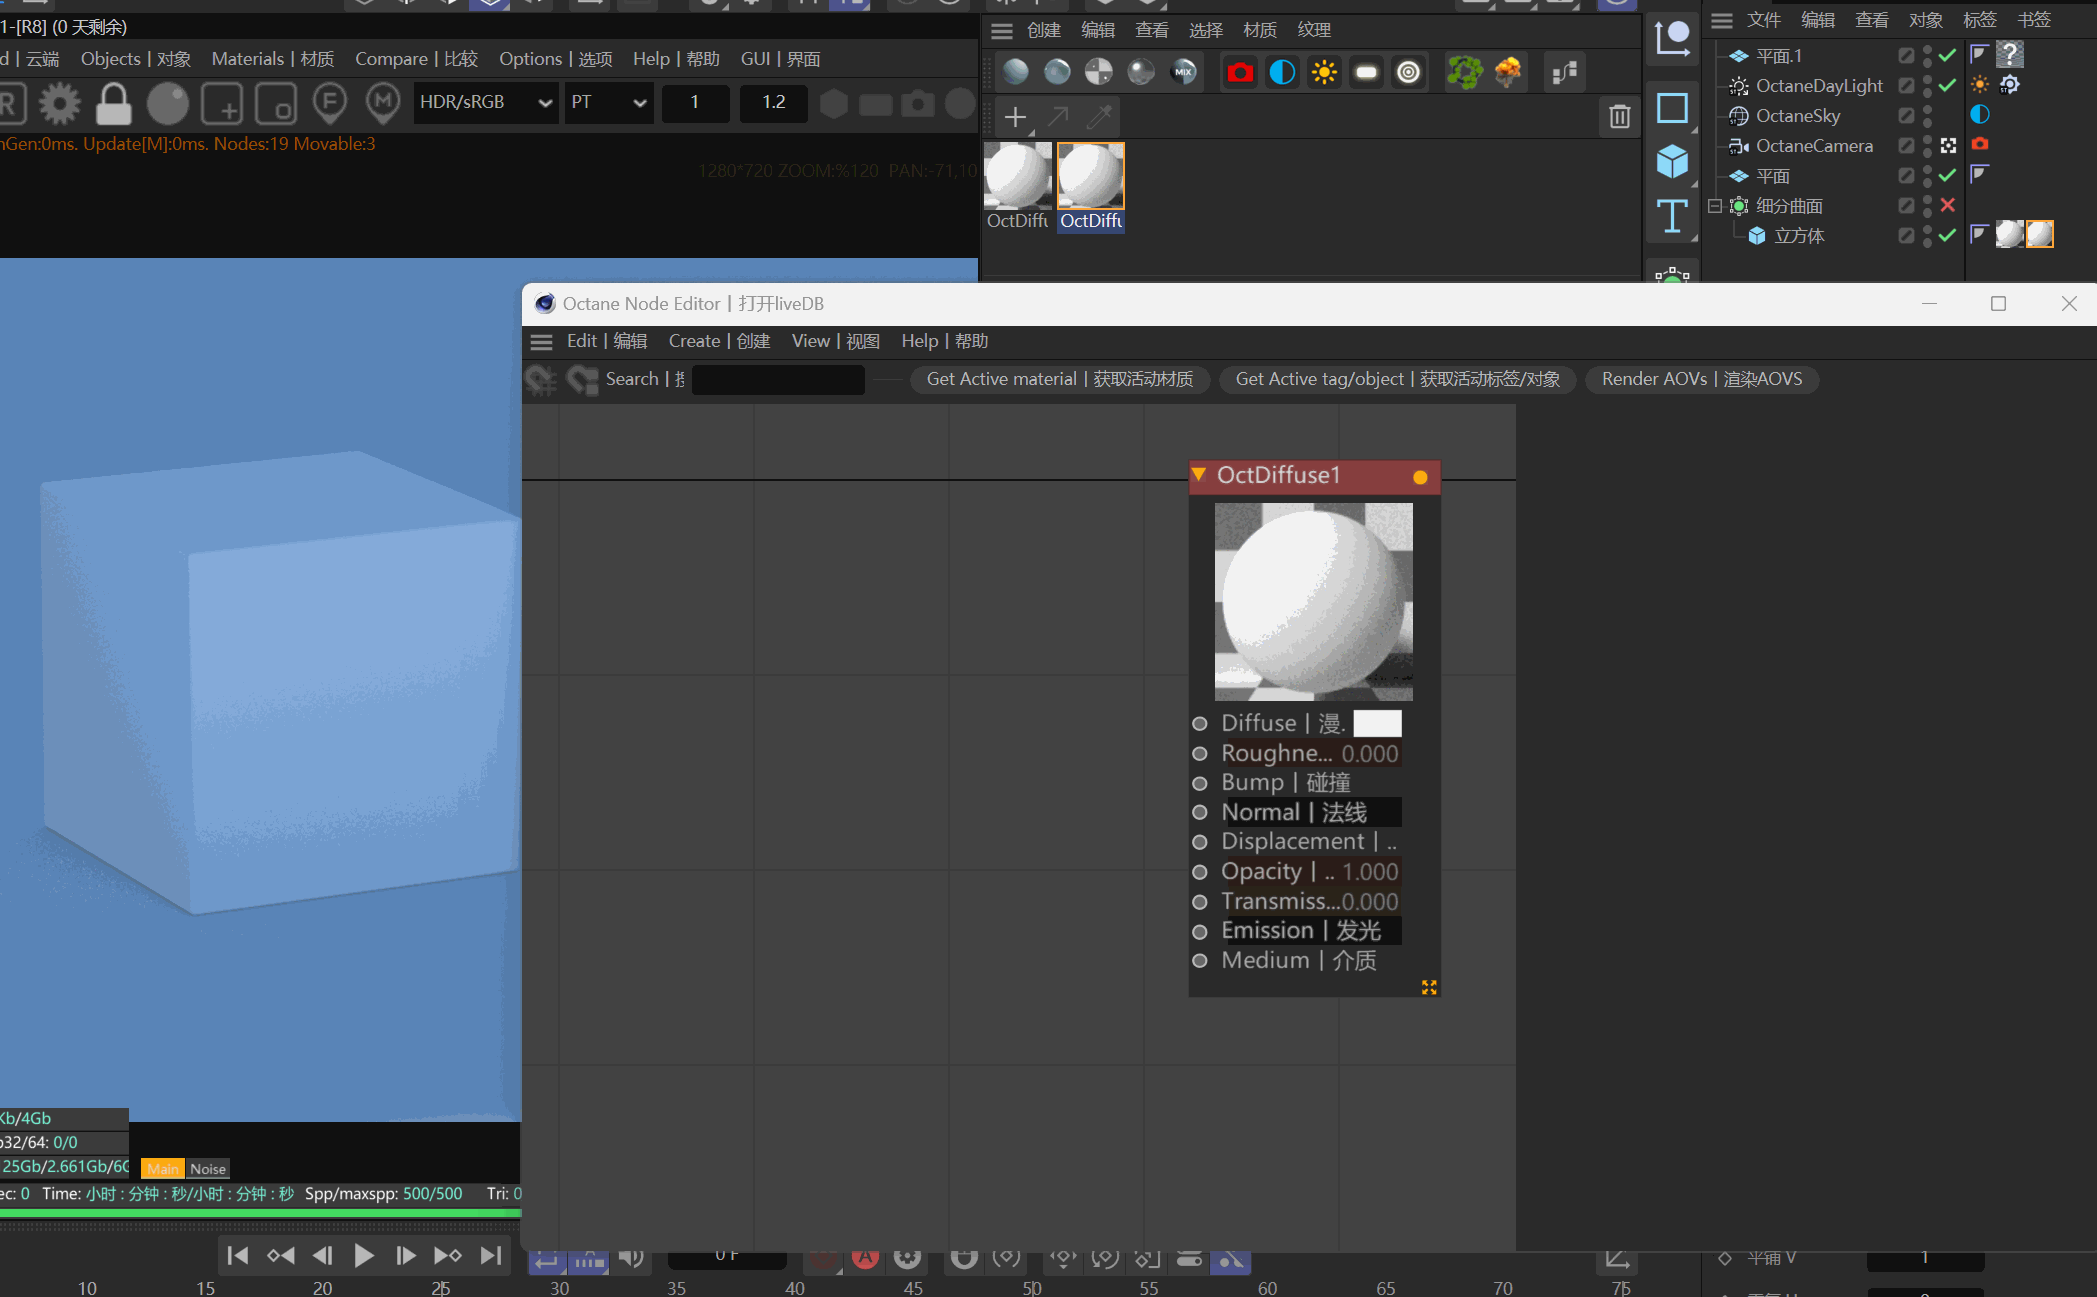 1-[R8] (0 天剩余)
d | 云端 Objects | 对象 Materials | 材质 Compare | 比较 Options | 选项 Help | 帮助 GUI | 界面
HDR/sRGB PT 1 1.2
Gen:0ms. Update[M]:0ms. Nodes:19 Movable:3
1280*720 ZOOM:%120 PAN:-71,10
创建 编辑 查看 选择 材质 纹理
MIX
OctDiffu OctDiffu
文件 编辑 查看 对象 标签 书签
平面.1
OctaneDayLight
OctaneSky
OctaneCamera
平面
细分曲面
立方体
Octane Node Editor | 打开liveDB
Edit | 编辑 Create | 创建 View | 视图 Help | 帮助
Search | Get Active material | 获取活动材质 Get Active tag/object | 获取活动标签/对象 Render AOVs | 渲染AOVS
OctDiffuse1
Diffuse | 漫.
Roughne... 0.000
Bump | 碰撞
Normal | 法线
Displacement | ..
Opacity | .. 1.000
Transmiss...0.000
Emission | 发光
Medium | 介质
Kb/4Gb
32/64: 0/0
25Gb/2.661Gb/6G
Main Noise
ec: 0 Time: 小时 : 分钟 : 秒/小时 : 分钟 : 秒 Spp/maxspp: 500/500 Tri: 0
0 F
平铺 V 1
10 15 20 25 30 35 40 45 50 55 60 65 70 75